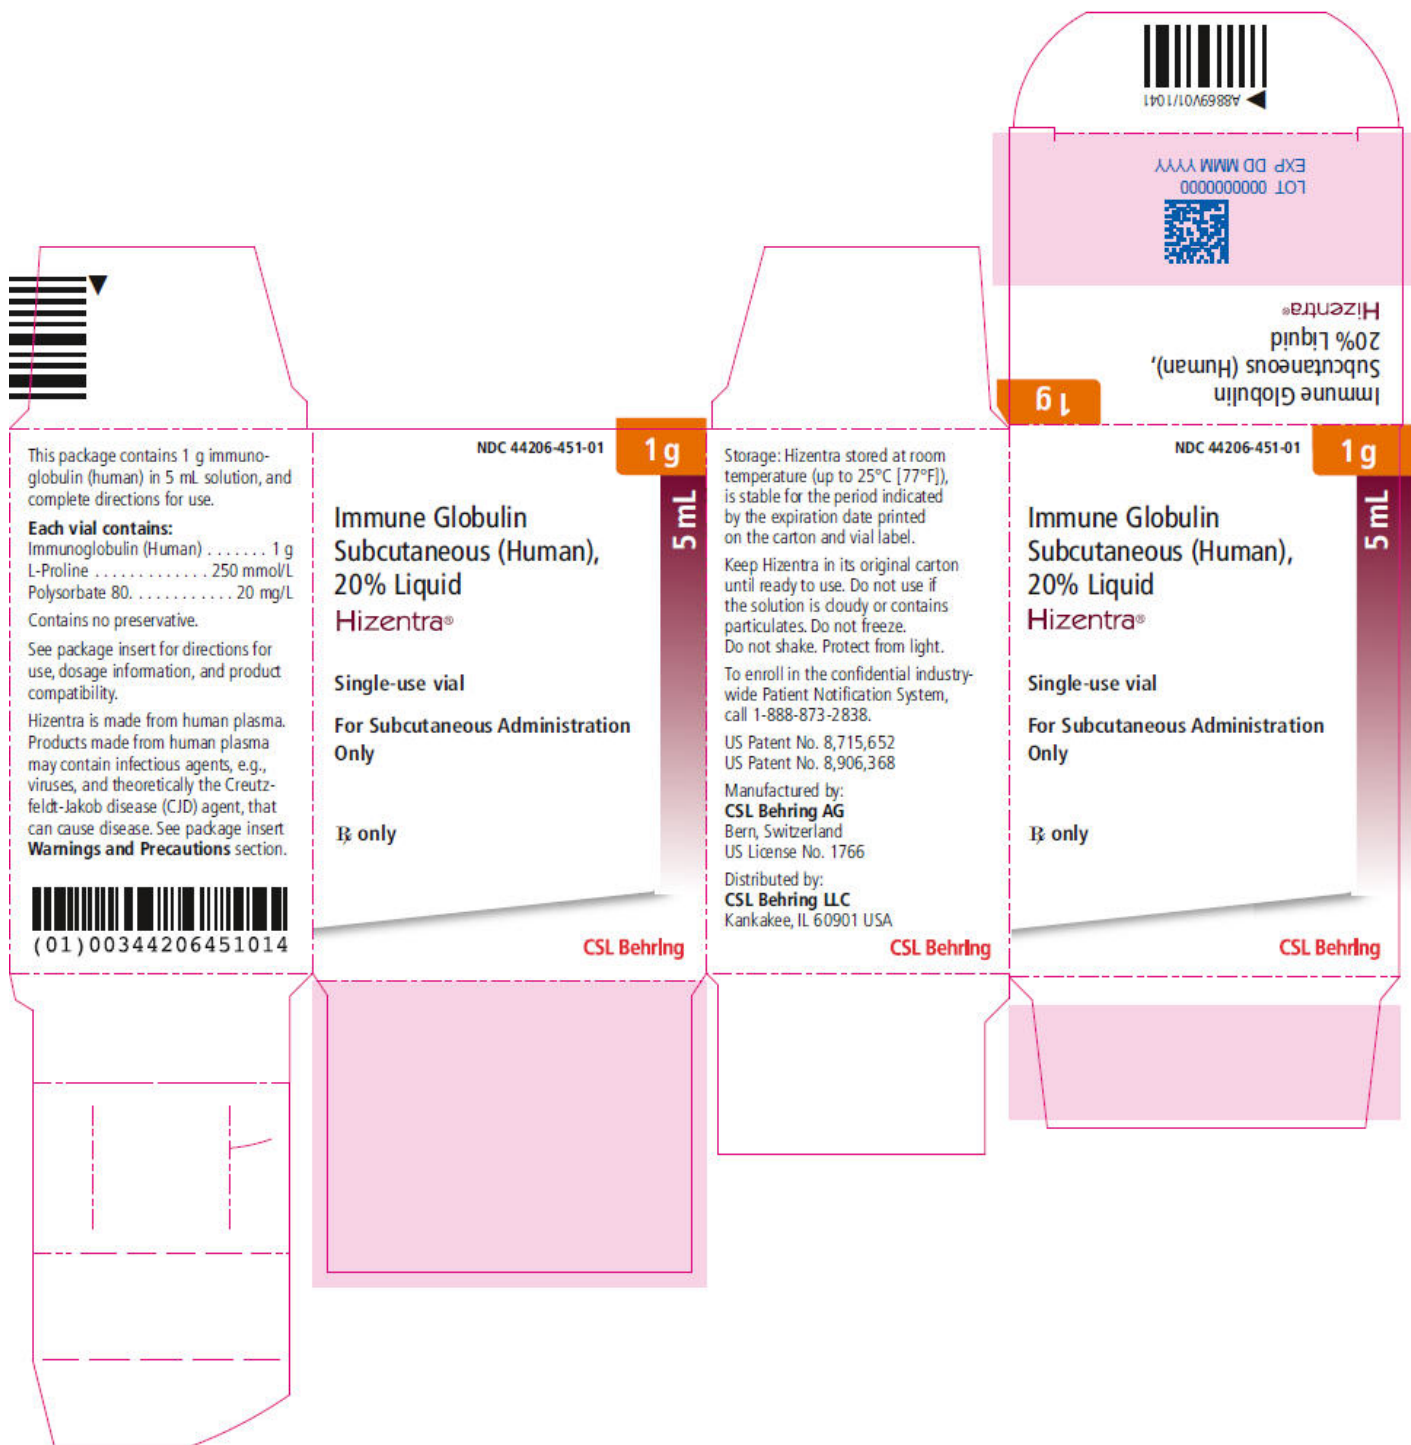 A8869V01/1041
LOT 0000000000
EXP DD MMM YYYY
Immune Globulin
Subcutaneous (Human),
20% Liquid
Hizentra®
1 g
This package contains 1 g immuno-
globulin (human) in 5 mL solution, and
complete directions for use.
Each vial contains:
Immunoglobulin (Human) . . . . . . . 1 g
L-Proline . . . . . . . . . . . . . 250 mmol/L
Polysorbate 80. . . . . . . . . . . . 20 mg/L
Contains no preservative.
See package insert for directions for
use, dosage information, and product
compatibility.
Hizentra is made from human plasma.
Products made from human plasma
may contain infectious agents, e.g.,
viruses, and theoretically the Creutz-
feldt-Jakob disease (CJD) agent, that
can cause disease. See package insert
Warnings and Precautions section.
(01)00344206451014
NDC 44206-451-01
1 g
5 mL
Immune Globulin
Subcutaneous (Human),
20% Liquid
Hizentra®
Single-use vial
For Subcutaneous Administration
Only
℞ only
CSL Behring
Storage: Hizentra stored at room
temperature (up to 25°C [77°F]),
is stable for the period indicated
by the expiration date printed
on the carton and vial label.
Keep Hizentra in its original carton
until ready to use. Do not use if
the solution is cloudy or contains
particulates. Do not freeze.
Do not shake. Protect from light.
To enroll in the confidential industry-
wide Patient Notification System,
call 1-888-873-2838.
US Patent No. 8,715,652
US Patent No. 8,906,368
Manufactured by:
CSL Behring AG
Bern, Switzerland
US License No. 1766
Distributed by:
CSL Behring LLC
Kankakee, IL 60901 USA
CSL Behring
NDC 44206-451-01
1 g
5 mL
Immune Globulin
Subcutaneous (Human),
20% Liquid
Hizentra®
Single-use vial
For Subcutaneous Administration
Only
℞ only
CSL Behring